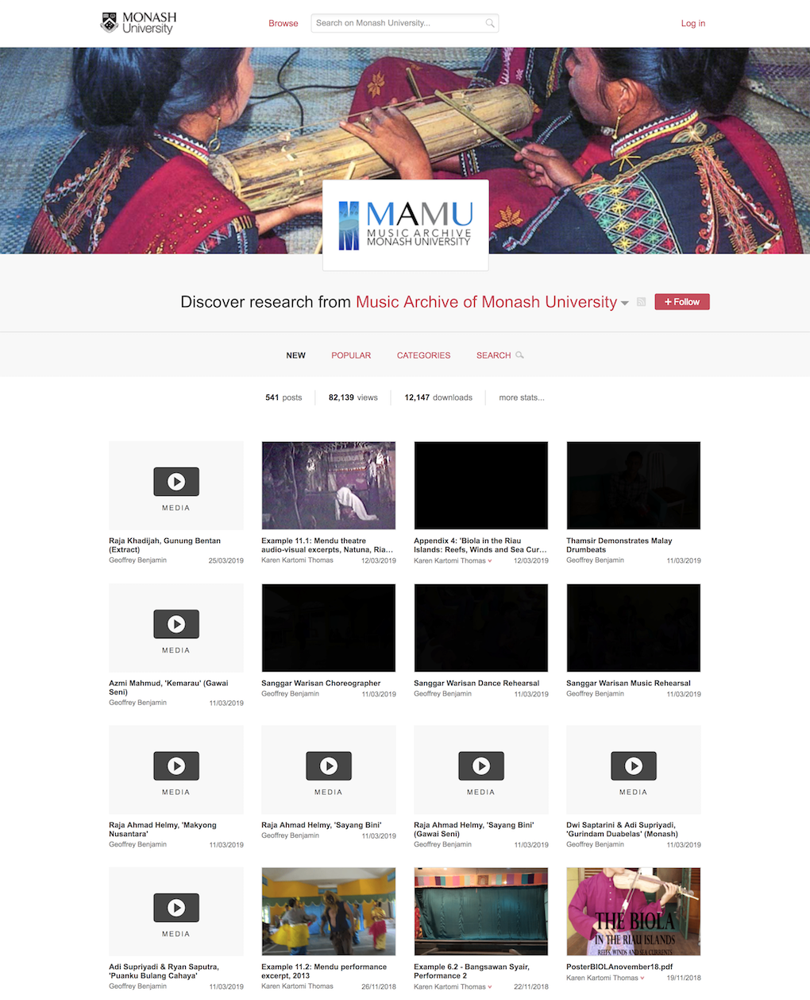 MONASH University
Browse
Search on Monash University...
Log in
MAMU
MUSIC ARCHIVE
MONASH UNIVERSITY
Discover research from Music Archive of Monash University
+ Follow
NEW POPULAR CATEGORIES SEARCH
541 posts 82,139 views 12,147 downloads more stats...
MEDIA
Raja Khadijah, Gunung Bentan
(Extract)
Geoffrey Benjamin 25/03/2019
Example 11.1: Mendu theatre
audio-visual excerpts, Natuna, Ria...
Karen Kartomi Thomas 12/03/2019
Appendix 4: 'Biola in the Riau
Islands: Reefs, Winds and Sea Cur...
Karen Kartomi Thomas 12/03/2019
Thamsir Demonstrates Malay
Drumbeats
Geoffrey Benjamin 11/03/2019
MEDIA
Azmi Mahmud, 'Kemarau' (Gawai
Seni)
Geoffrey Benjamin 11/03/2019
Sanggar Warisan Choreographer
Geoffrey Benjamin 11/03/2019
Sanggar Warisan Dance Rehearsal
Geoffrey Benjamin 11/03/2019
Sanggar Warisan Music Rehearsal
Geoffrey Benjamin 11/03/2019
MEDIA
Raja Ahmad Helmy, 'Makyong
Nusantara'
Geoffrey Benjamin 11/03/2019
MEDIA
Raja Ahmad Helmy, 'Sayang Bini'
Geoffrey Benjamin 11/03/2019
MEDIA
Raja Ahmad Helmy, 'Sayang Bini'
(Gawai Seni)
Geoffrey Benjamin 11/03/2019
MEDIA
Dwi Saptarini & Adi Supriyadi,
'Gurindam Duabelas' (Monash)
Geoffrey Benjamin 11/03/2019
MEDIA
Adi Supriyadi & Ryan Saputra,
'Puanku Bulang Cahaya'
Geoffrey Benjamin 11/03/2019
Example 11.2: Mendu performance
excerpt, 2013
Karen Kartomi Thomas 26/11/2018
Example 6.2 - Bangsawan Syair,
Performance 2
Karen Kartomi Thomas 22/11/2018
THE BIOLA
IN THE RIAU ISLANDS
REEFS, WINDS AND SEA CURRENTS
PosterBIOLAnovember18.pdf
Karen Kartomi Thomas 19/11/2018